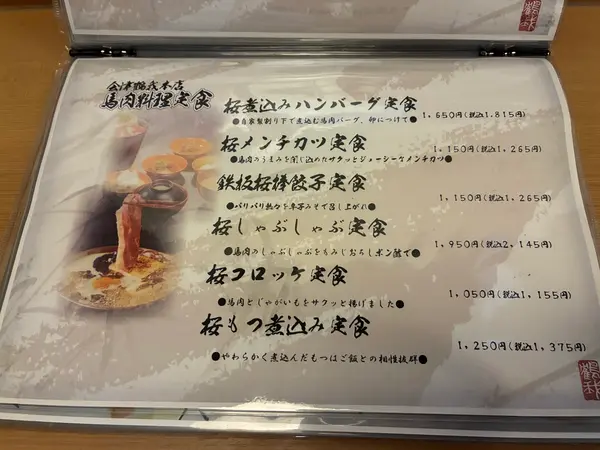 会津鶴我本店
馬肉料理定食
桜煮込みハンバーグ定食
●自家製割り下で煮込む馬肉バーグ、卵につけて●
1,650円(税込1,815円)
桜メンチカツ定食
●馬肉のうまみを閉じ込めたサクッとジューシーなメンチカツ●
1,150円(税込1,265円)
鉄板桜棒餃子定食
●パリパリ熱々を辛子みそで召し上がれ●
1,150円(税込1,265円)
桜しゃぶしゃぶ定食
●馬肉のしゃぶしゃぶをもみじおろしポン酢で●
1,950円(税込2,145円)
桜コロッケ定食
●馬肉とじゃがいもをサクッと揚げました●
1,050円(税込1,155円)
桜もつ煮込み定食
●やわらかく煮込んだもつはご飯との相性抜群●
1,250円(税込1,375円)
鶴我